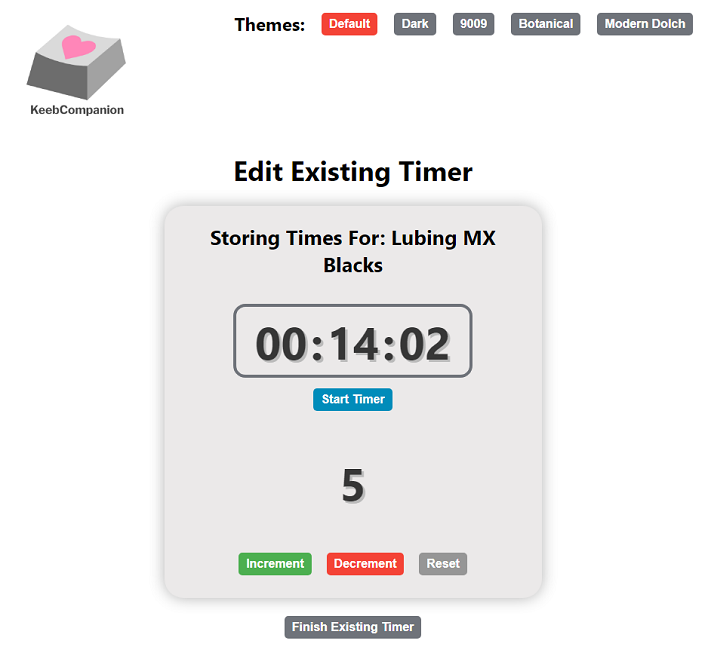 Themes: Default Dark 9009 Botanical Modern Dolch
KeebCompanion
Edit Existing Timer
Storing Times For: Lubing MX
Blacks
00:14:02
Start Timer
5
Increment Decrement Reset
Finish Existing Timer